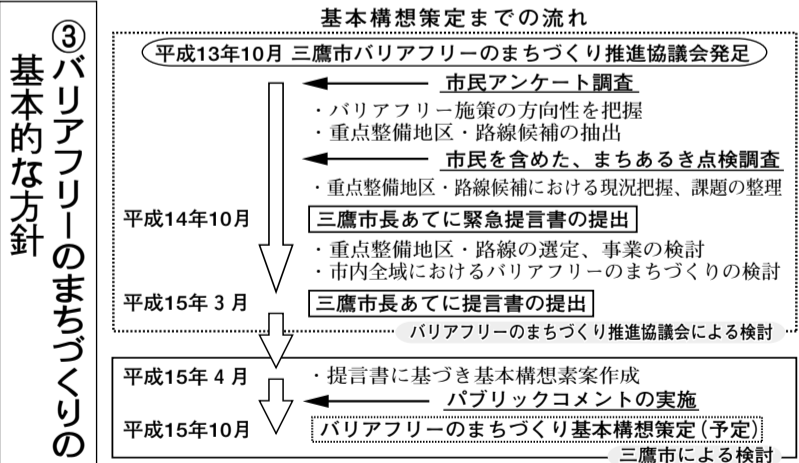 ③バリアフリーのまちづくりの
基本的な方針
基本構想策定までの流れ
平成13年10月 三鷹市バリアフリーのまちづくり推進協議会発足
市民アンケート調査
・バリアフリー施策の方向性を把握
・重点整備地区・路線候補の抽出
市民を含めた、まちあるき点検調査
・重点整備地区・路線候補における現況把握、課題の整理
平成14年10月 三鷹市長あてに緊急提言書の提出
・重点整備地区・路線の選定、事業の検討
・市内全域におけるバリアフリーのまちづくりの検討
平成15年３月 三鷹市長あてに提言書の提出
バリアフリーのまちづくり推進協議会による検討
平成15年４月 ・提言書に基づき基本構想素案作成
パブリックコメントの実施
平成15年10月 バリアフリーのまちづくり基本構想策定（予定）
三鷹市による検討